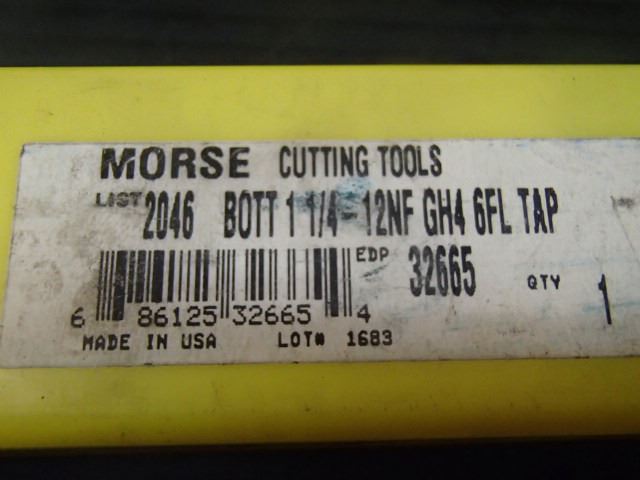 MORSE CUTTING TOOLS
LIST 2046 BOTT 1 1/4-12NF GH4 6FL TAP
EDP 32665 QTY 1
6 86125 32665 4
MADE IN USA LOT# 1683